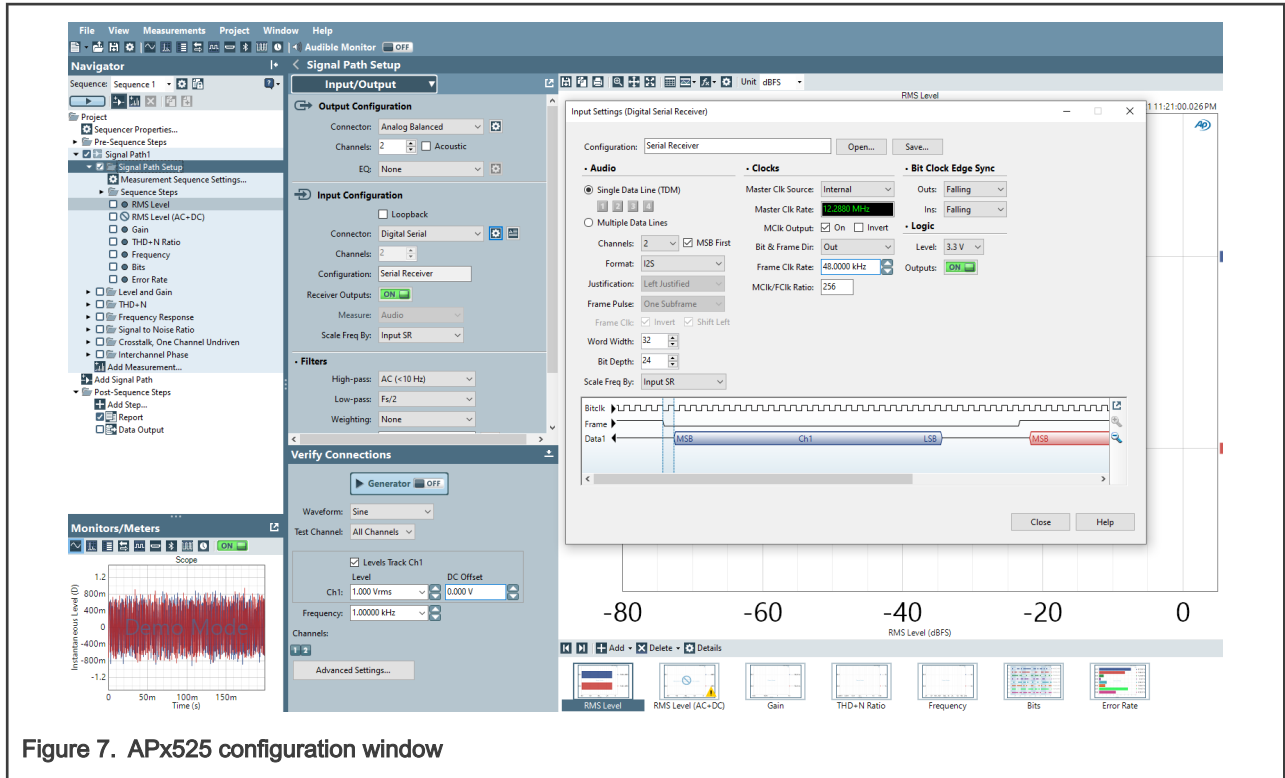 File View Measurements Project Window Help
Audible Monitor OFF
Navigator
Sequence: Sequence 1
Project
Sequencer Properties...
Pre-Sequence Steps
Signal Path1
Signal Path Setup
Measurement Sequence Settings...
Sequence Steps
RMS Level
RMS Level (AC+DC)
Gain
THD+N Ratio
Frequency
Bits
Error Rate
Level and Gain
THD+N
Frequency Response
Signal to Noise Ratio
Crosstalk, One Channel Undriven
Interchannel Phase
Add Measurement...
Add Signal Path
Post-Sequence Steps
Add Step...
Report
Data Output
Monitors/Meters
ON
Scope
Instantaneous Level (D)
1.2
800m
400m
0
-400m
-800m
-1.2
Demo Mode
0 50m 100m 150m
Time (s)
Signal Path Setup
Input/Output
Output Configuration
Connector: Analog Balanced
Channels: 2 Acoustic
EQ: None
Input Configuration
Loopback
Connector: Digital Serial
Channels: 2
Configuration: Serial Receiver
Receiver Outputs: ON
Measure: Audio
Scale Freq By: Input SR
Filters
High-pass: AC (<10 Hz)
Low-pass: Fs/2
Weighting: None
Verify Connections
Generator OFF
Waveform: Sine
Test Channel: All Channels
Levels Track Ch1
Level DC Offset
Ch1: 1.000 Vrms 0.000 V
Frequency: 1.00000 kHz
Channels:
1 2
Advanced Settings...
Unit dBFS
RMS Level
1 11:21:00.026 PM
AP
Input Settings (Digital Serial Receiver)
Configuration: Serial Receiver Open... Save...
Audio
Single Data Line (TDM)
1 2 3 4
Multiple Data Lines
Channels: 2 MSB First
Format: I2S
Justification: Left Justified
Frame Pulse: One Subframe
Frame Clk: Invert Shift Left
Word Width: 32
Bit Depth: 24
Scale Freq By: Input SR
Clocks
Master Clk Source: Internal
Master Clk Rate: 12.2880 MHz
MClk Output: On Invert
Bit & Frame Dir: Out
Frame Clk Rate: 48.0000 kHz
MClk/FClk Ratio: 256
Bit Clock Edge Sync
Outs: Falling
Ins: Falling
Logic
Level: 3.3 V
Outputs: ON
Bitclk
Frame
Data1 MSB Ch1 LSB MSB
Close Help
-80 -60 -40 -20 0
RMS Level (dBFS)
Add Delete Details
RMS Level RMS Level (AC+DC) Gain THD+N Ratio Frequency Bits Error Rate
Figure 7. APx525 configuration window